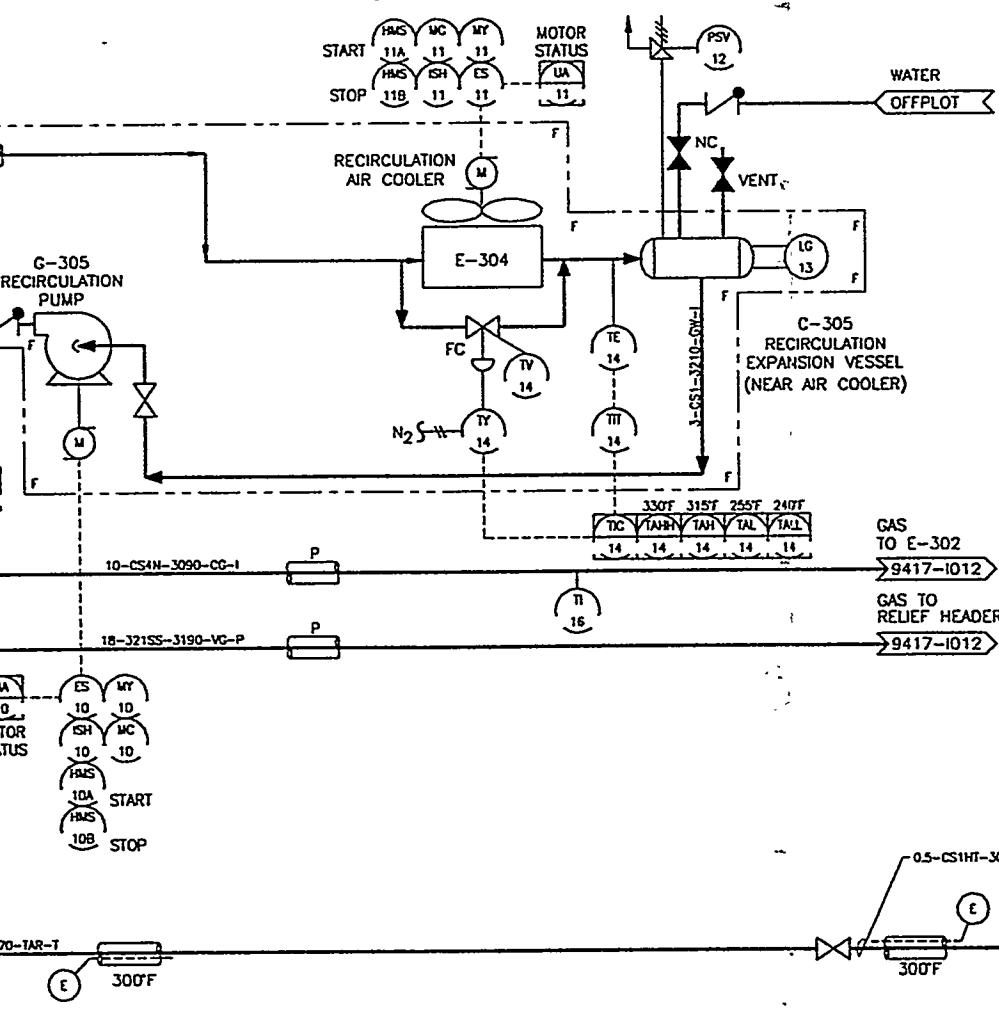 HMS MC MY
START 11A 11 11
MOTOR
STATUS
HMS ISH ES UA
STOP 11B 11 11 11
PSV
12
WATER
OFFPLOT
F
NC
VENT
RECIRCULATION
AIR COOLER
M
F
F
E-304
LG
13
F
F
G-305
RECIRCULATION
PUMP
F
C-305
RECIRCULATION
EXPANSION VESSEL
(NEAR AIR COOLER)
3-CS1-3210-GW-I
FC
TV
14
TE
14
N2
TY
14
TIT
14
M
F
F
330°F 315°F 255°F 240°F
TIC TAHH TAH TAL TALL
14 14 14 14 14
GAS
TO E-302
9417-I012
10-CS4N-3090-CG-I
P
TI
16
GAS TO
RELIEF HEADER
9417-I012
18-321SS-3190-VG-P
P
ES MY
10 10
ISH MC
10 10
HMS
10A START
HMS
10B STOP
0.5-CS1HT-30
E
70-TAR-T
300°F
E
300°F